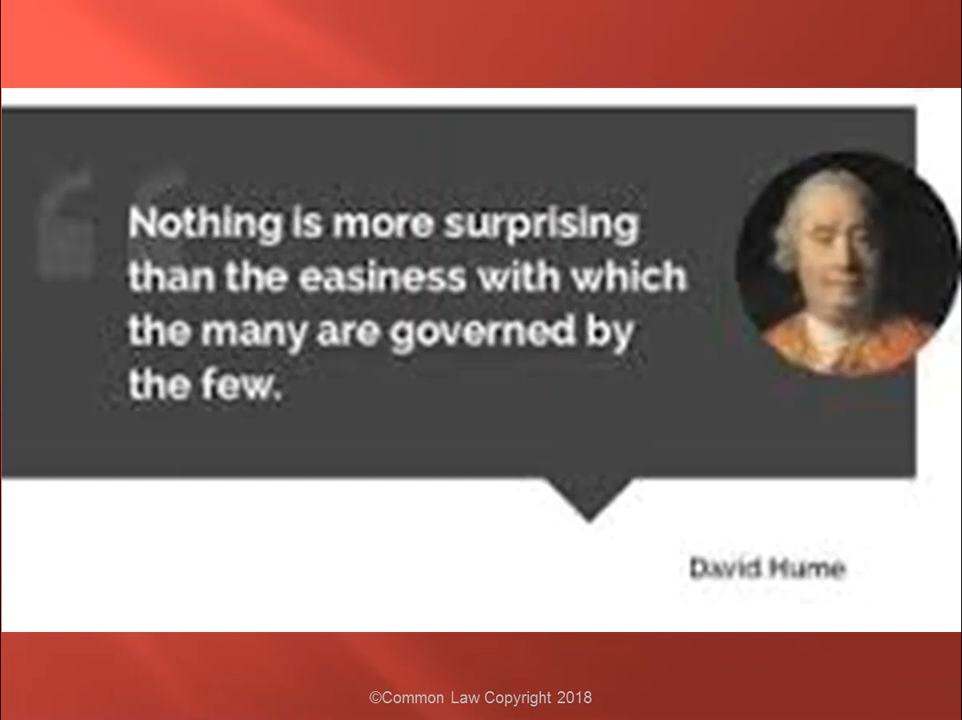 Nothing is more surprising
than the easiness with which
the many are governed by
the few.
David Hume
©Common Law Copyright 2018